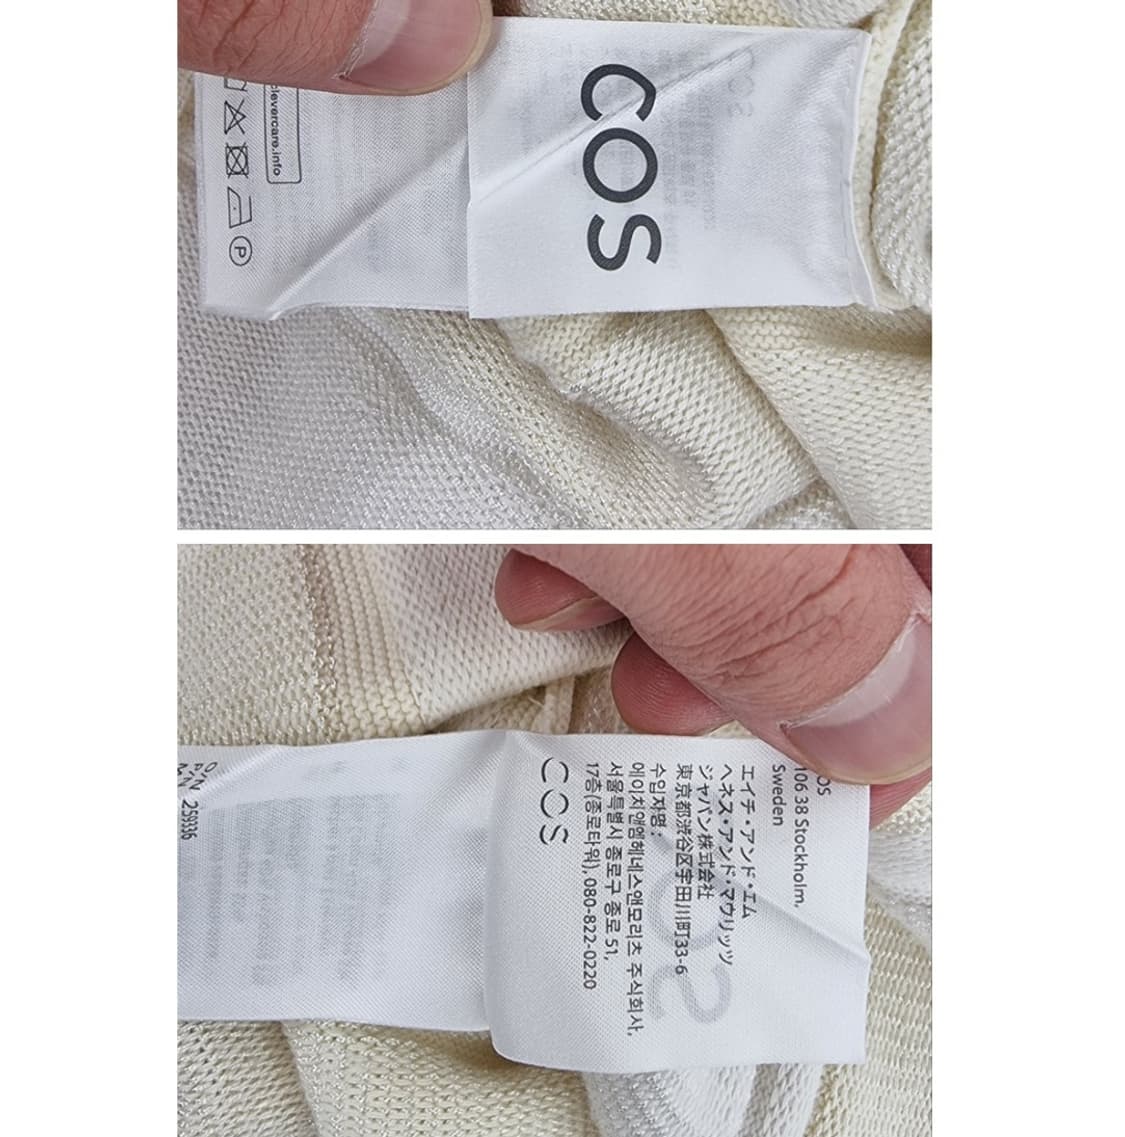 COS
clevercare.info
P
COS
106 38 Stockholm,
Sweden
エイチ・アンド・エム
ヘネス・アンド・マウリッツ
ジャパン株式会社
東京都渋谷区宇田川町33-6
수입자명 :
에이치앤엠헤네스앤모리츠 주식회사,
서울특별시 종로구 종로 51,
17층(종로타워), 080-822-0220
COS
259336